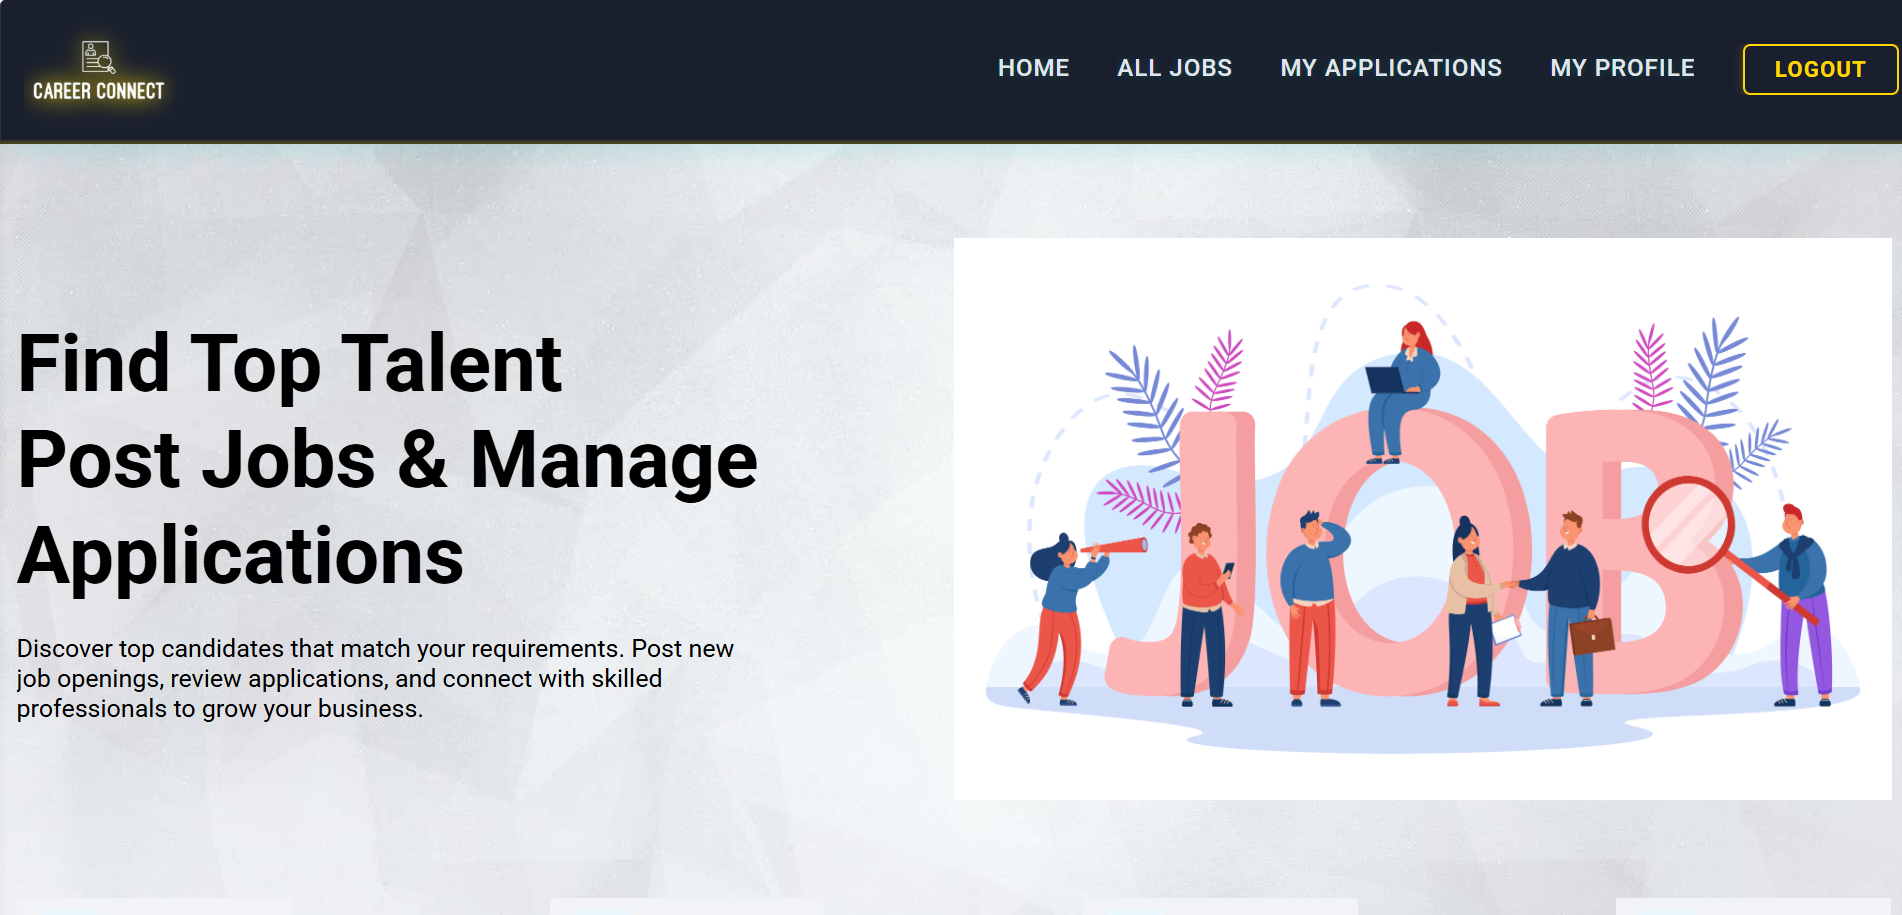 CAREER CONNECT
HOME
ALL JOBS
MY APPLICATIONS
MY PROFILE
LOGOUT
Find Top Talent
Post Jobs & Manage
Applications
Discover top candidates that match your requirements. Post new
job openings, review applications, and connect with skilled
professionals to grow your business.
JOB